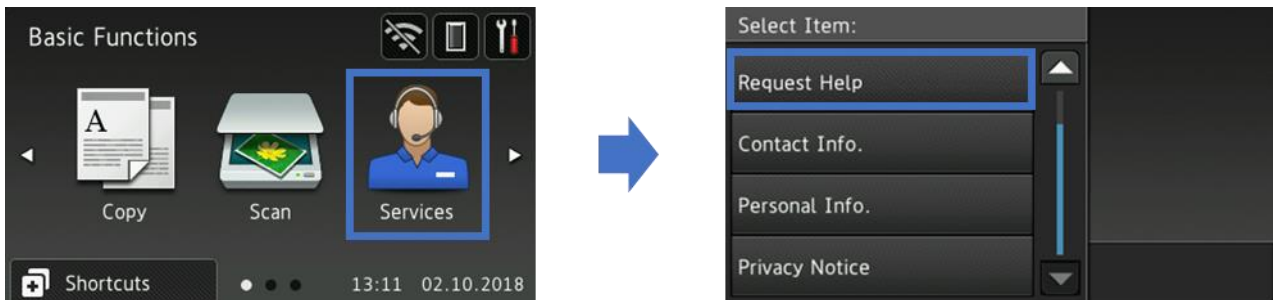 Basic Functions
A
Copy
Scan
Services
Shortcuts
13:11 02.10.2018
Select Item:
Request Help
Contact Info.
Personal Info.
Privacy Notice